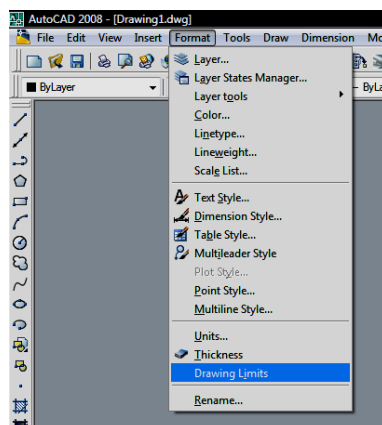 AutoCAD 2008 - [Drawing1.dwg]
File Edit View Insert Format Tools Draw Dimension
ByLayer
Layer...
Layer States Manager...
Layer tools
Color...
Linetype...
Lineweight...
Scale List...
Text Style...
Dimension Style...
Table Style...
Multileader Style
Plot Style...
Point Style...
Multiline Style...
Units...
Thickness
Drawing Limits
Rename...